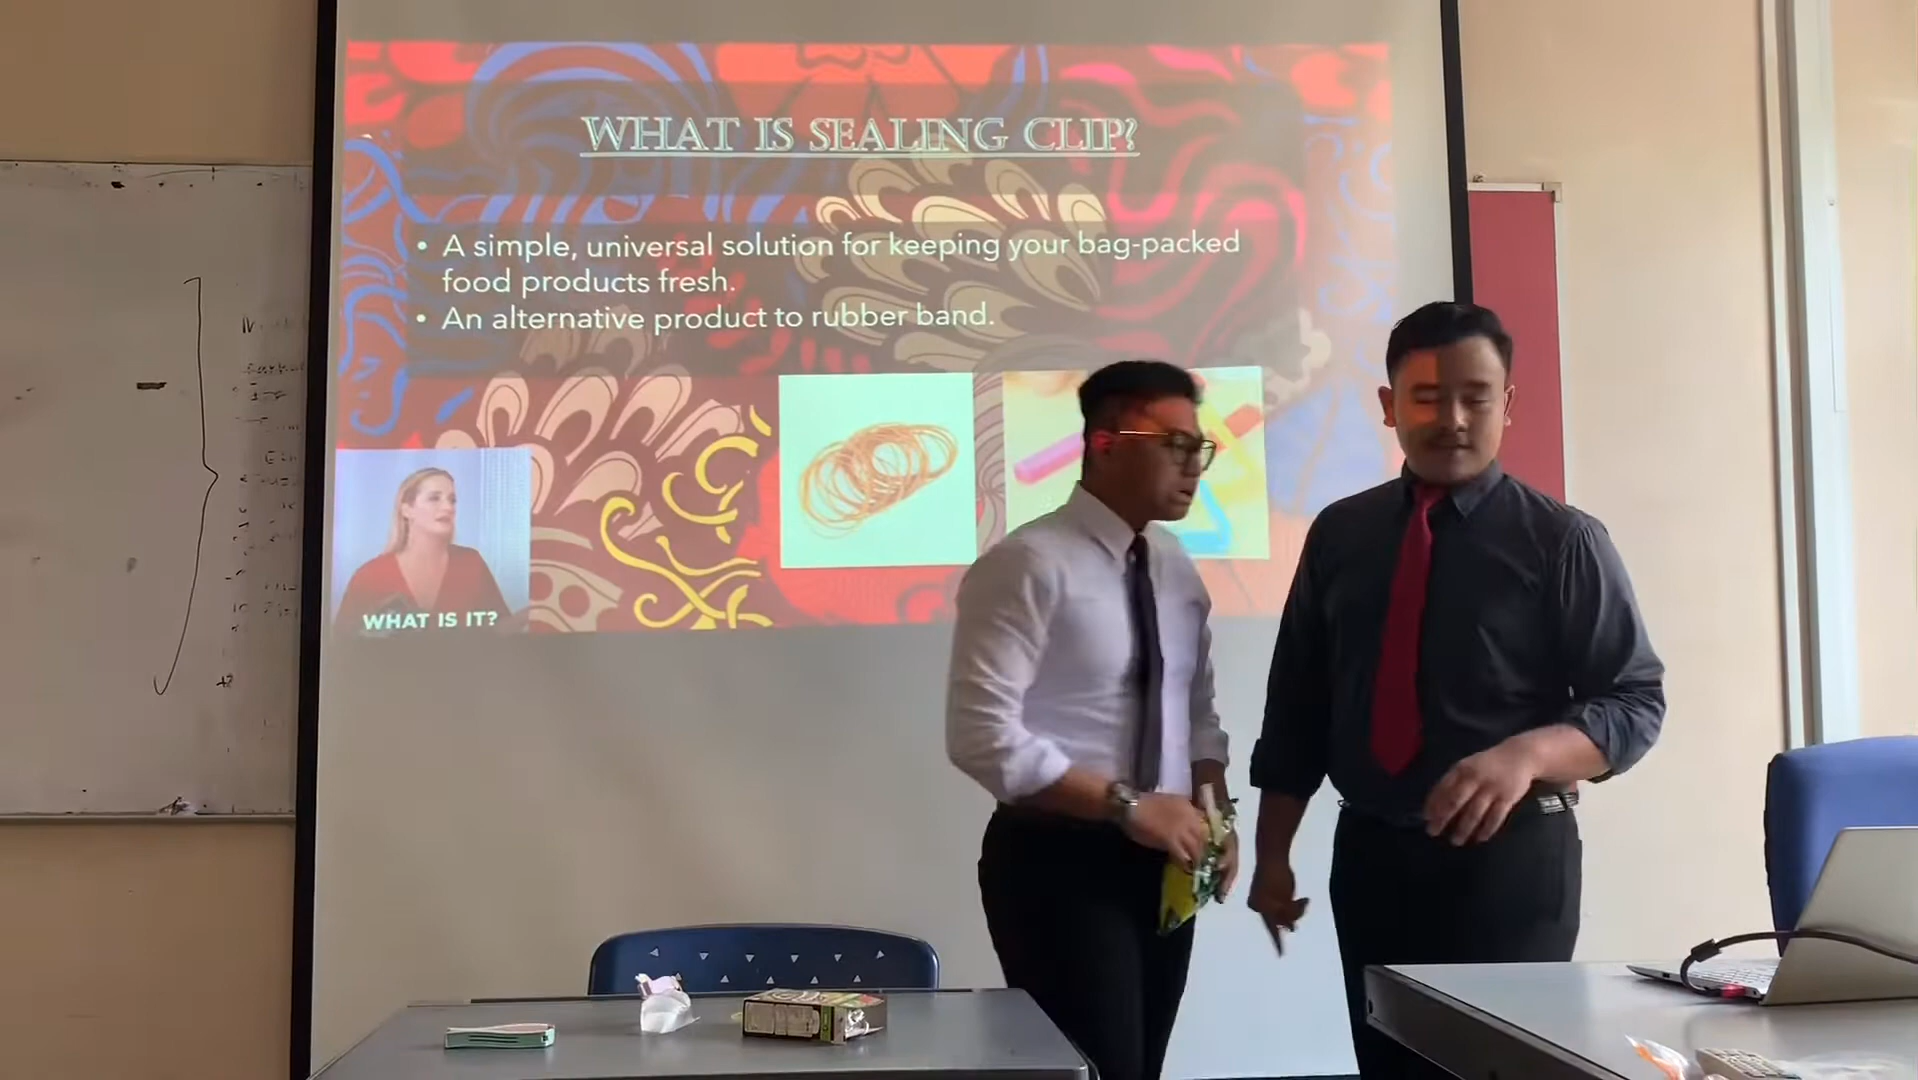 WHAT IS SEALING CLIP?
• A simple, universal solution for keeping your bag-packed
food products fresh.
• An alternative product to rubber band.
WHAT IS IT?